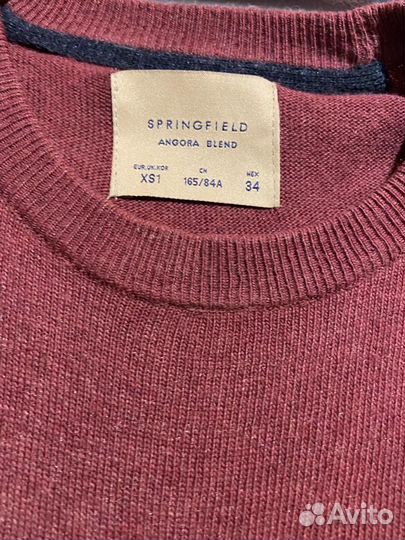 SPRINGFIELD
ANGORA BLEND
EUR.UK.KOR CN MEX
XS1 165/84A 34
Avito